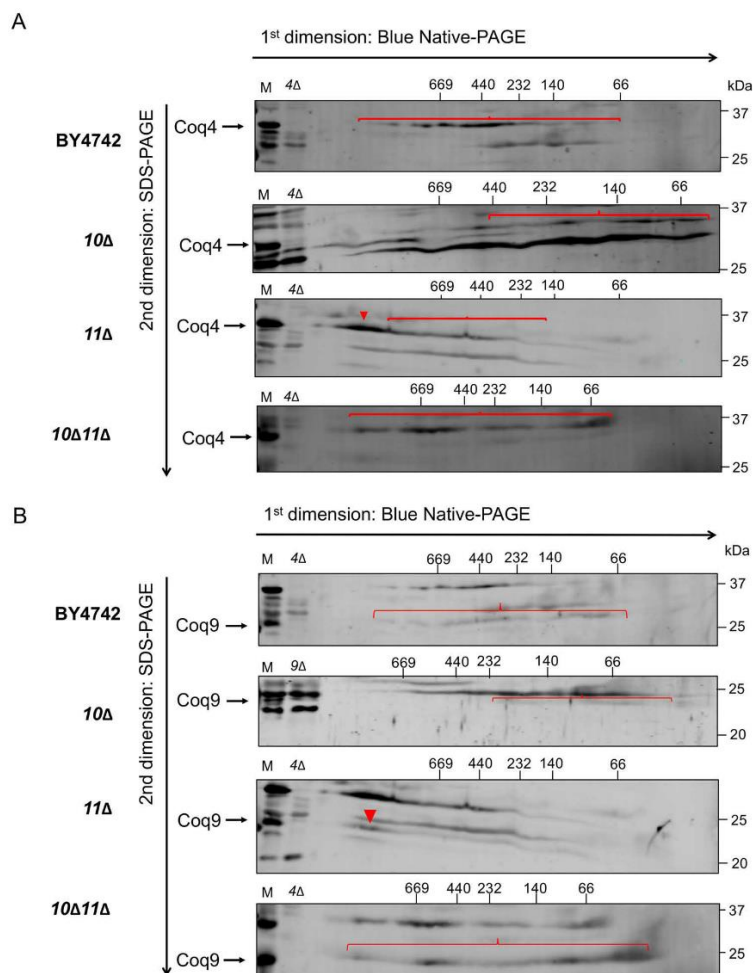 A
1st dimension: Blue Native-PAGE
2nd dimension: SDS-PAGE
M 4Δ 669 440 232 140 66 kDa
BY4742 Coq4 37 25
M 4Δ 669 440 232 140 66
10Δ Coq4 37 25
M 4Δ 669 440 232 140 66
11Δ Coq4 37 25
M 4Δ 669 440 232 140 66
10Δ11Δ Coq4 37 25
B
1st dimension: Blue Native-PAGE
2nd dimension: SDS-PAGE
M 4Δ 669 440 232 140 66 kDa
BY4742 Coq9 37 25
M 9Δ 669 440 232 140 66
10Δ Coq9 25 20
M 4Δ 669 440 232 140 66
11Δ Coq9 25 20
M 4Δ 669 440 232 140 66
10Δ11Δ Coq9 37 25